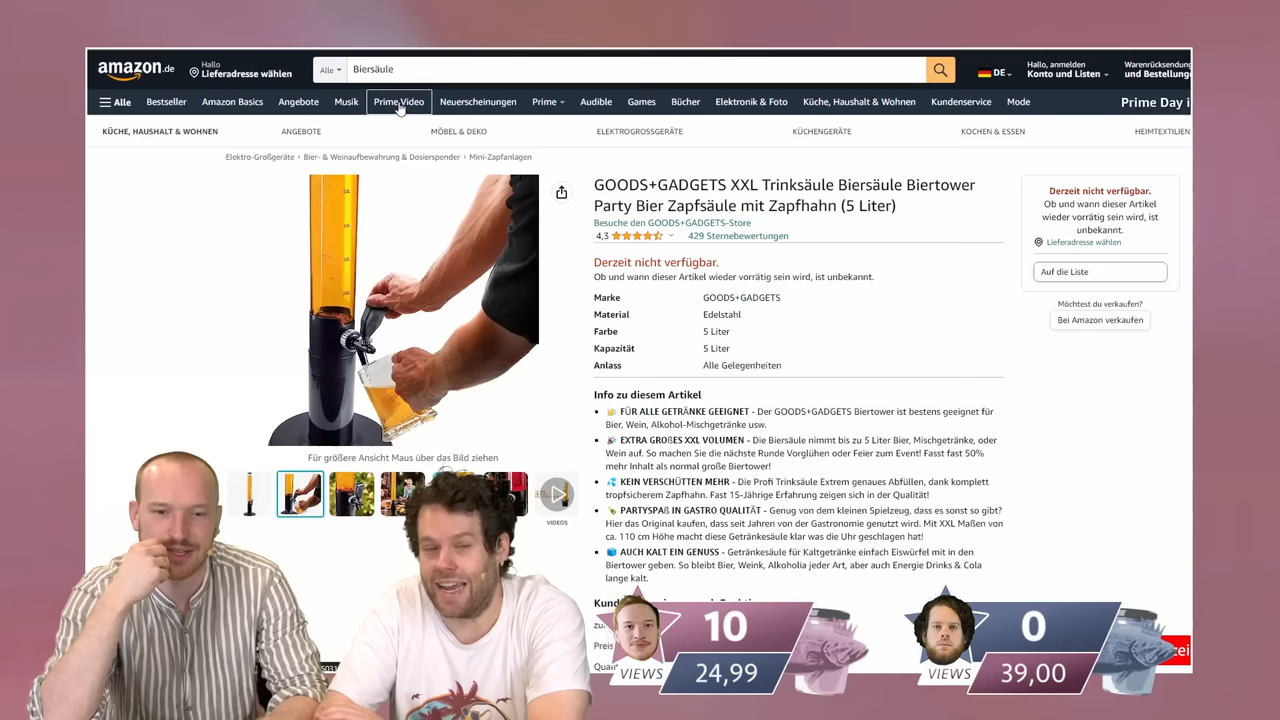 amazon.de
Hallo
Lieferadresse wählen
Alle
Biersäule
DE
Hallo, anmelden
Konto und Listen
Warenrücksendung
und Bestellunge
Alle
Bestseller
Amazon Basics
Angebote
Musik
Prime Video
Neuerscheinungen
Prime
Audible
Games
Bücher
Elektronik & Foto
Küche, Haushalt & Wohnen
Kundenservice
Mode
Prime Day i
KÜCHE, HAUSHALT & WOHNEN
ANGEBOTE
MÖBEL & DEKO
ELEKTROGROSSGERÄTE
KÜCHENGERÄTE
KOCHEN & ESSEN
HEIMTEXTILIEN
Elektro-Großgeräte › Bier- & Weinaufbewahrung & Dosierspender › Mini-Zapfanlagen
GOODS+GADGETS XXL Trinksäule Biersäule Biertower
Party Bier Zapfsäule mit Zapfhahn (5 Liter)
Besuche den GOODS+GADGETS-Store
4,3
429 Sternebewertungen
Derzeit nicht verfügbar.
Ob und wann dieser Artikel wieder vorrätig sein wird, ist unbekannt.
Marke GOODS+GADGETS
Material Edelstahl
Farbe 5 Liter
Kapazität 5 Liter
Anlass Alle Gelegenheiten
Info zu diesem Artikel
• FÜR ALLE GETRÄNKE GEEIGNET - Der GOODS+GADGETS Biertower ist bestens geeignet für
Bier, Wein, Alkohol-Mischgetränke usw.
• EXTRA GROẞES XXL VOLUMEN - Die Biersäule nimmt bis zu 5 Liter Bier, Mischgetränke, oder
Wein auf. So machen Sie die nächste Runde Vorglühen oder Feier zum Event! Fasst fast 50%
mehr Inhalt als normal große Biertower!
• KEIN VERSCHÜTTEN MEHR - Die Profi Trinksäule Extrem genaues Abfüllen, dank komplett
tropfsicherem Zapfhahn. Fast 15-Jährige Erfahrung zeigen sich in der Qualität!
• PARTYSPAß IN GASTRO QUALITÄT - Genug von dem kleinen Spielzeug, dass es sonst so gibt?
Hier das Original kaufen, dass seit Jahren von der Gastronomie genutzt wird. Mit XXL Maßen von
ca. 110 cm Höhe macht diese Getränkesäule klar was die Uhr geschlagen hat!
• AUCH KALT EIN GENUSS - Getränkesäule für Kaltgetränke einfach Eiswürfel mit in den
Biertower geben. So bleibt Bier, Weink, Alkoholia jeder Art, aber auch Energie Drinks & Cola
lange kalt.
Derzeit nicht verfügbar.
Ob und wann dieser Artikel
wieder vorrätig sein wird, ist
unbekannt.
Lieferadresse wählen
Auf die Liste
Möchtest du verkaufen?
Bei Amazon verkaufen
Für größere Ansicht Maus über das Bild ziehen
VIDEOS
Preis
10
VIEWS
24,99
0
VIEWS
39,00